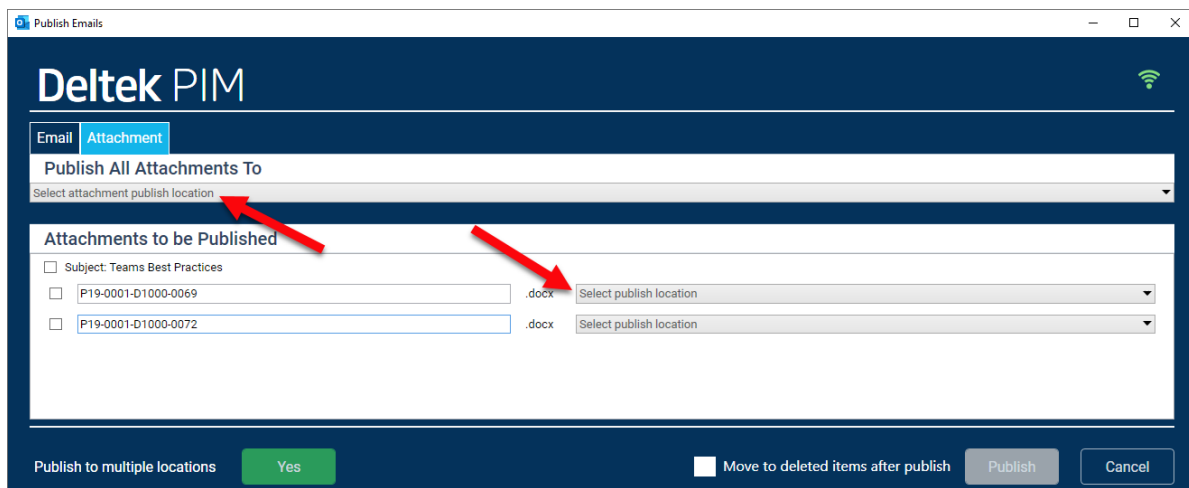 Publish Emails
Deltek PIM
Email Attachment
Publish All Attachments To
Select attachment publish location
Attachments to be Published
Subject: Teams Best Practices
P19-0001-D1000-0069 .docx Select publish location
P19-0001-D1000-0072 .docx Select publish location
Publish to multiple locations Yes Move to deleted items after publish Publish Cancel